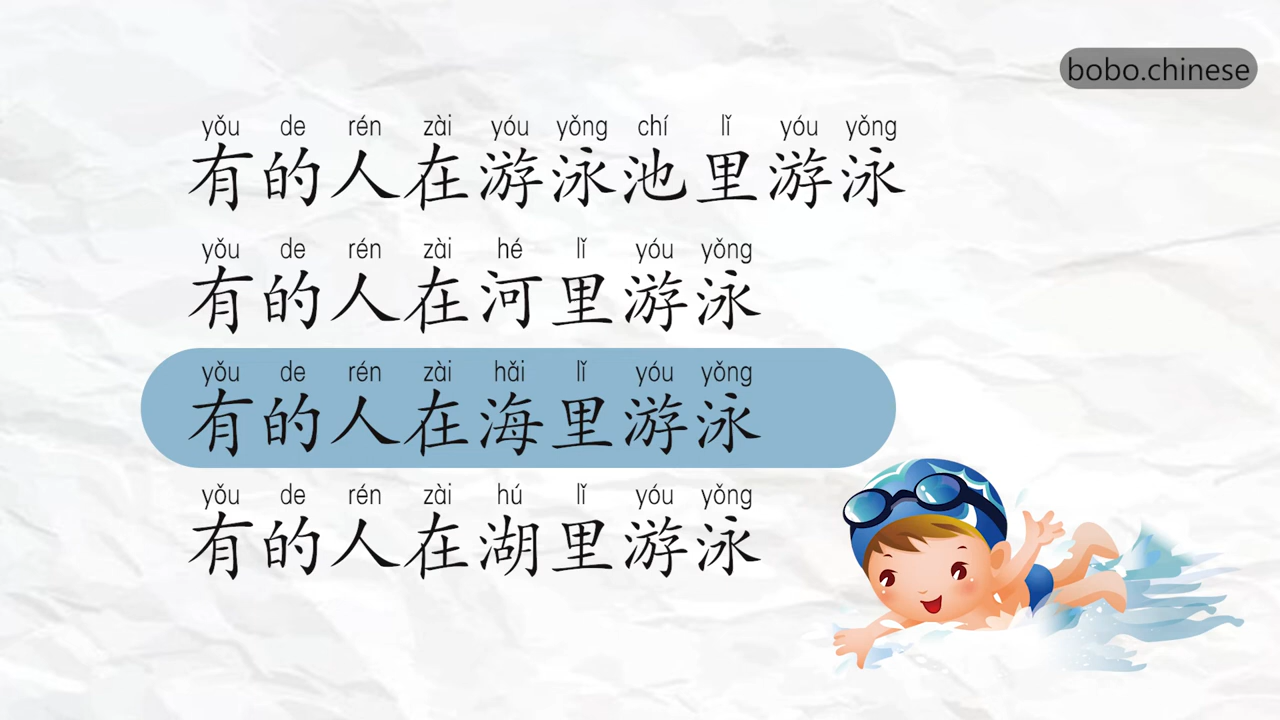 bobo.chinese
yǒu de rén zài yóu yǒng chí lǐ yóu yǒng
有的人在游泳池里游泳
yǒu de rén zài hé lǐ yóu yǒng
有的人在河里游泳
yǒu de rén zài hǎi lǐ yóu yǒng
有的人在海里游泳
yǒu de rén zài hú lǐ yóu yǒng
有的人在湖里游泳